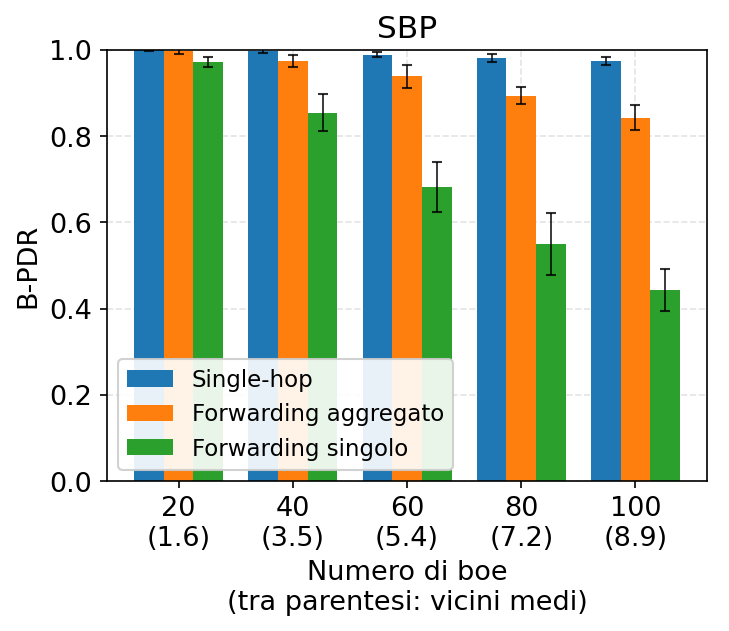 SBP
B-PDR
1.0
0.8
0.6
0.4
0.2
0.0
Single-hop
Forwarding aggregato
Forwarding singolo
20 40 60 80 100
(1.6) (3.5) (5.4) (7.2) (8.9)
Numero di boe
(tra parentesi: vicini medi)